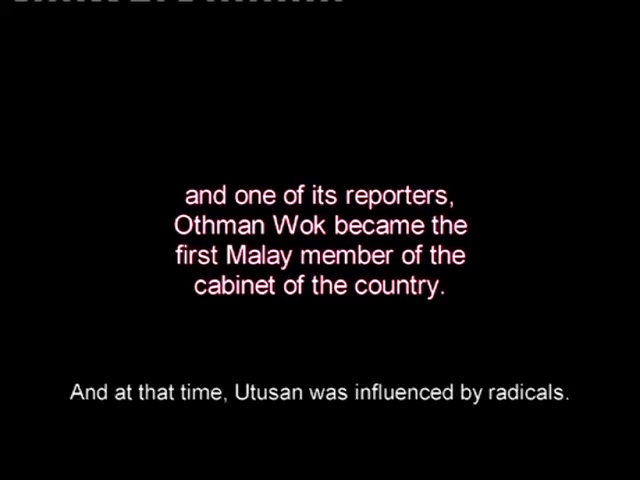 and one of its reporters,
Othman Wok became the
first Malay member of the
cabinet of the country.
And at that time, Utusan was influenced by radicals.